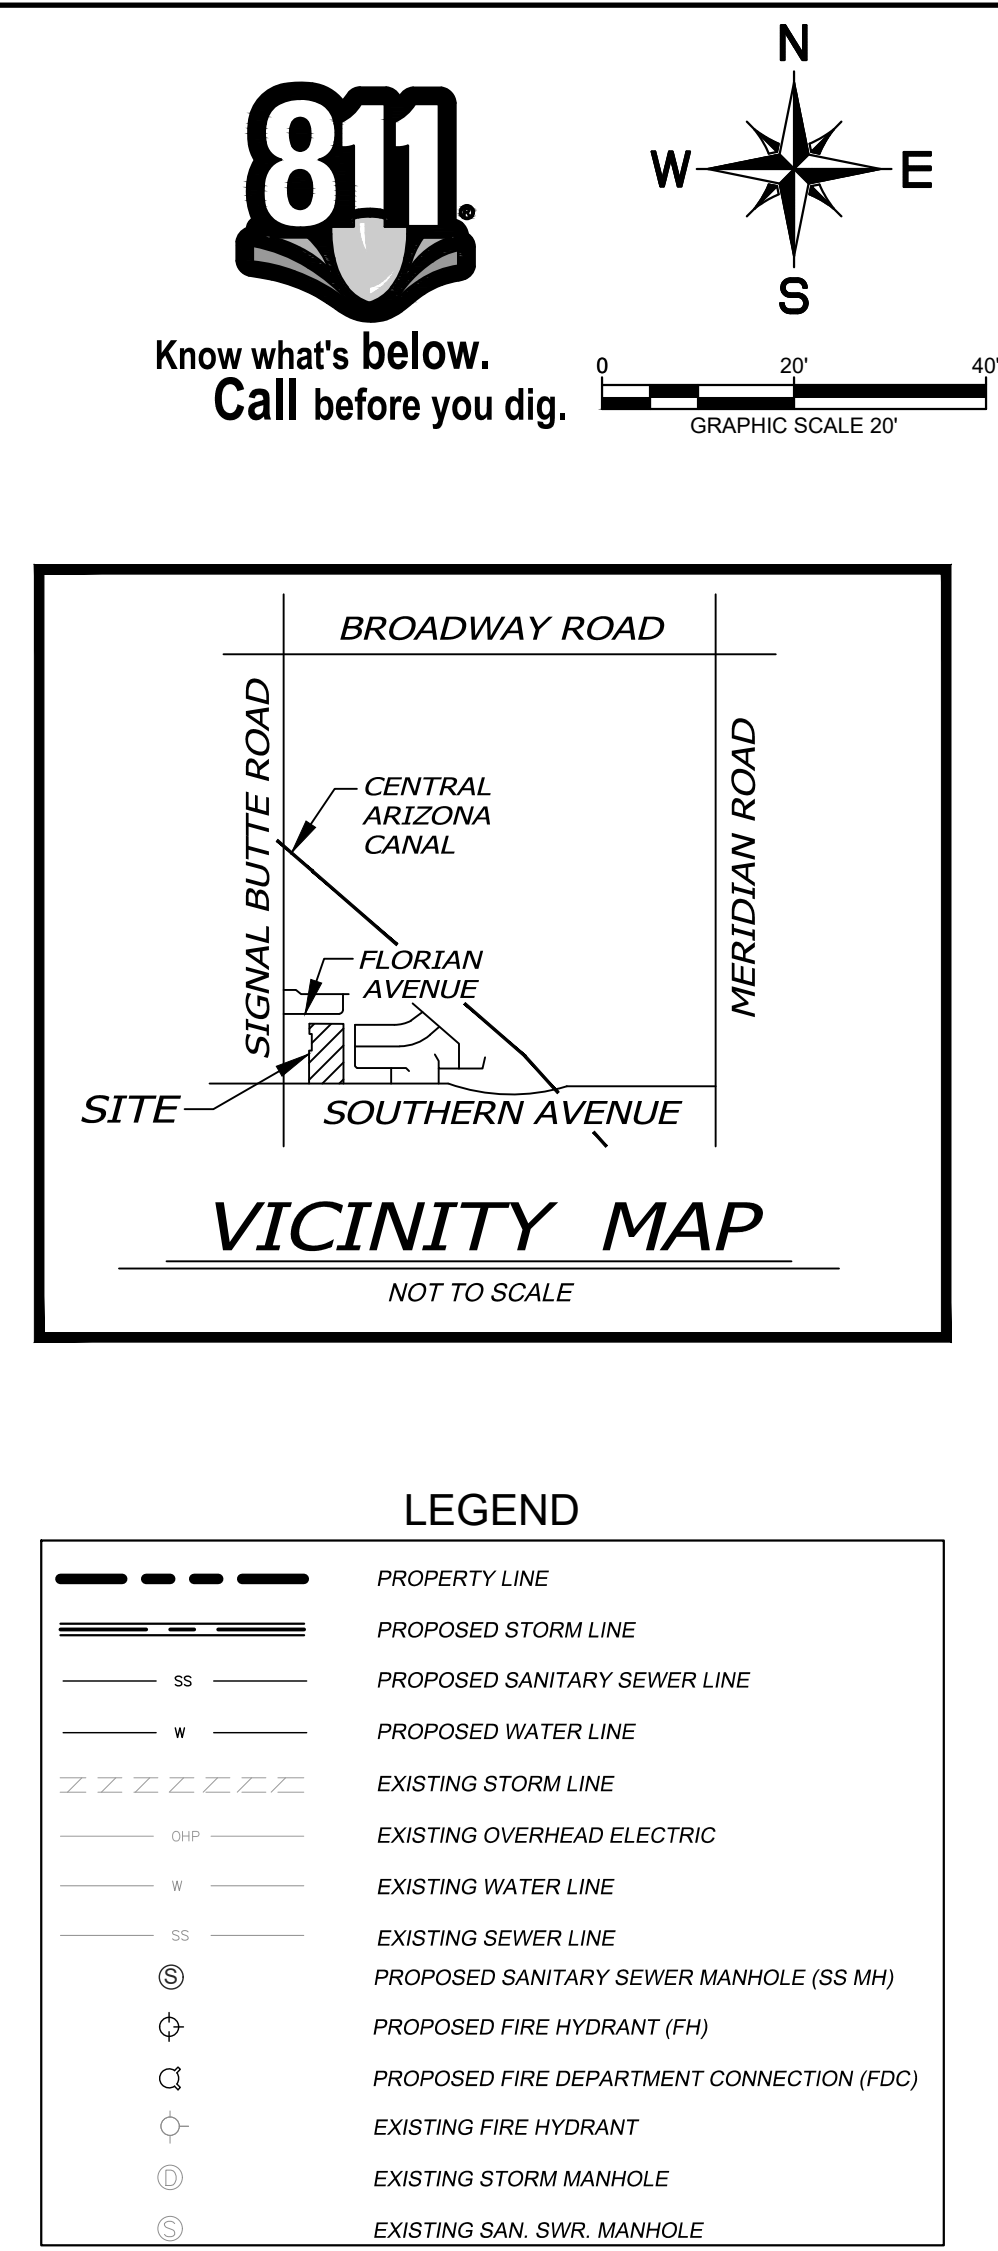 811®
Know what's below.
Call before you dig.
N
W
E
S
0 20' 40'
GRAPHIC SCALE 20'
BROADWAY ROAD
SIGNAL BUTTE ROAD
MERIDIAN ROAD
CENTRAL
ARIZONA
CANAL
FLORIAN
AVENUE
SITE
SOUTHERN AVENUE
VICINITY MAP
NOT TO SCALE
LEGEND
PROPERTY LINE
PROPOSED STORM LINE
SS PROPOSED SANITARY SEWER LINE
W PROPOSED WATER LINE
EXISTING STORM LINE
OHP EXISTING OVERHEAD ELECTRIC
W EXISTING WATER LINE
SS EXISTING SEWER LINE
S PROPOSED SANITARY SEWER MANHOLE (SS MH)
PROPOSED FIRE HYDRANT (FH)
PROPOSED FIRE DEPARTMENT CONNECTION (FDC)
EXISTING FIRE HYDRANT
D EXISTING STORM MANHOLE
S EXISTING SAN. SWR. MANHOLE